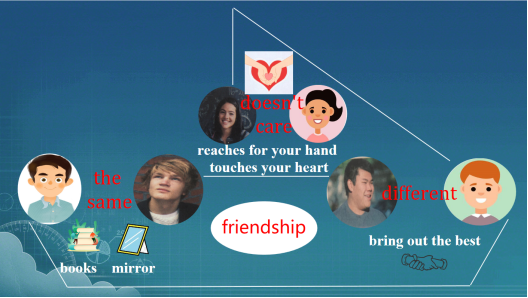 doesn't
care
reaches for your hand
touches your heart
the
same
different
friendship
bring out the best
books mirror